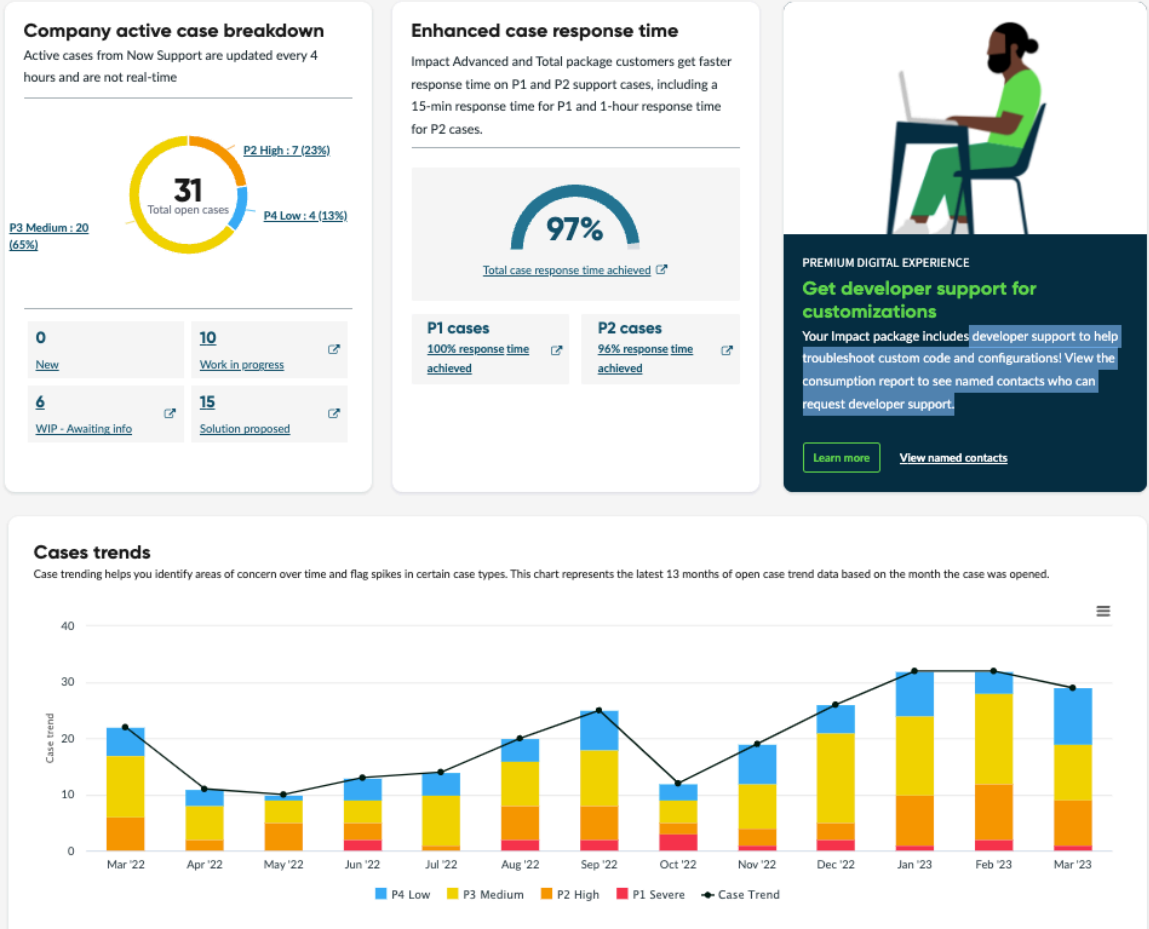 Company active case breakdown
Active cases from Now Support are updated every 4
hours and are not real-time
P2 High : 7 (23%)
31
Total open cases
P4 Low : 4 (13%)
P3 Medium : 20
(65%)
0
New
10
Work in progress
6
WIP - Awaiting info
15
Solution proposed
Enhanced case response time
Impact Advanced and Total package customers get faster
response time on P1 and P2 support cases, including a
15-min response time for P1 and 1-hour response time
for P2 cases.
97%
Total case response time achieved
P1 cases
100% response time
achieved
P2 cases
96% response time
achieved
PREMIUM DIGITAL EXPERIENCE
Get developer support for
customizations
Your Impact package includes developer support to help
troubleshoot custom code and configurations! View the
consumption report to see named contacts who can
request developer support.
Learn more
View named contacts
Cases trends
Case trending helps you identify areas of concern over time and flag spikes in certain case types. This chart represents the latest 13 months of open case trend data based on the month the case was opened.
Case trend
40
30
20
10
0
Mar '22 Apr '22 May '22 Jun '22 Jul '22 Aug '22 Sep '22 Oct '22 Nov '22 Dec '22 Jan '23 Feb '23 Mar '23
P4 Low P3 Medium P2 High P1 Severe Case Trend